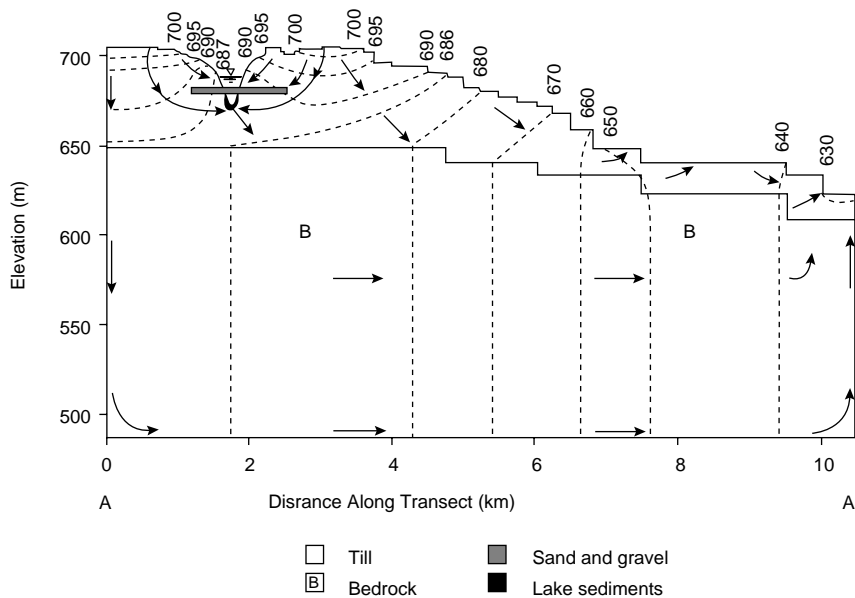 700
695
690
687
690
695
700
700
695
690
686
680
670
660
650
640
630
700
650
600
550
500
Elevation (m)
B
B
0
2
4
6
8
10
A
Disrance Along Transect (km)
A
Till
Sand and gravel
B
Bedrock
Lake sediments